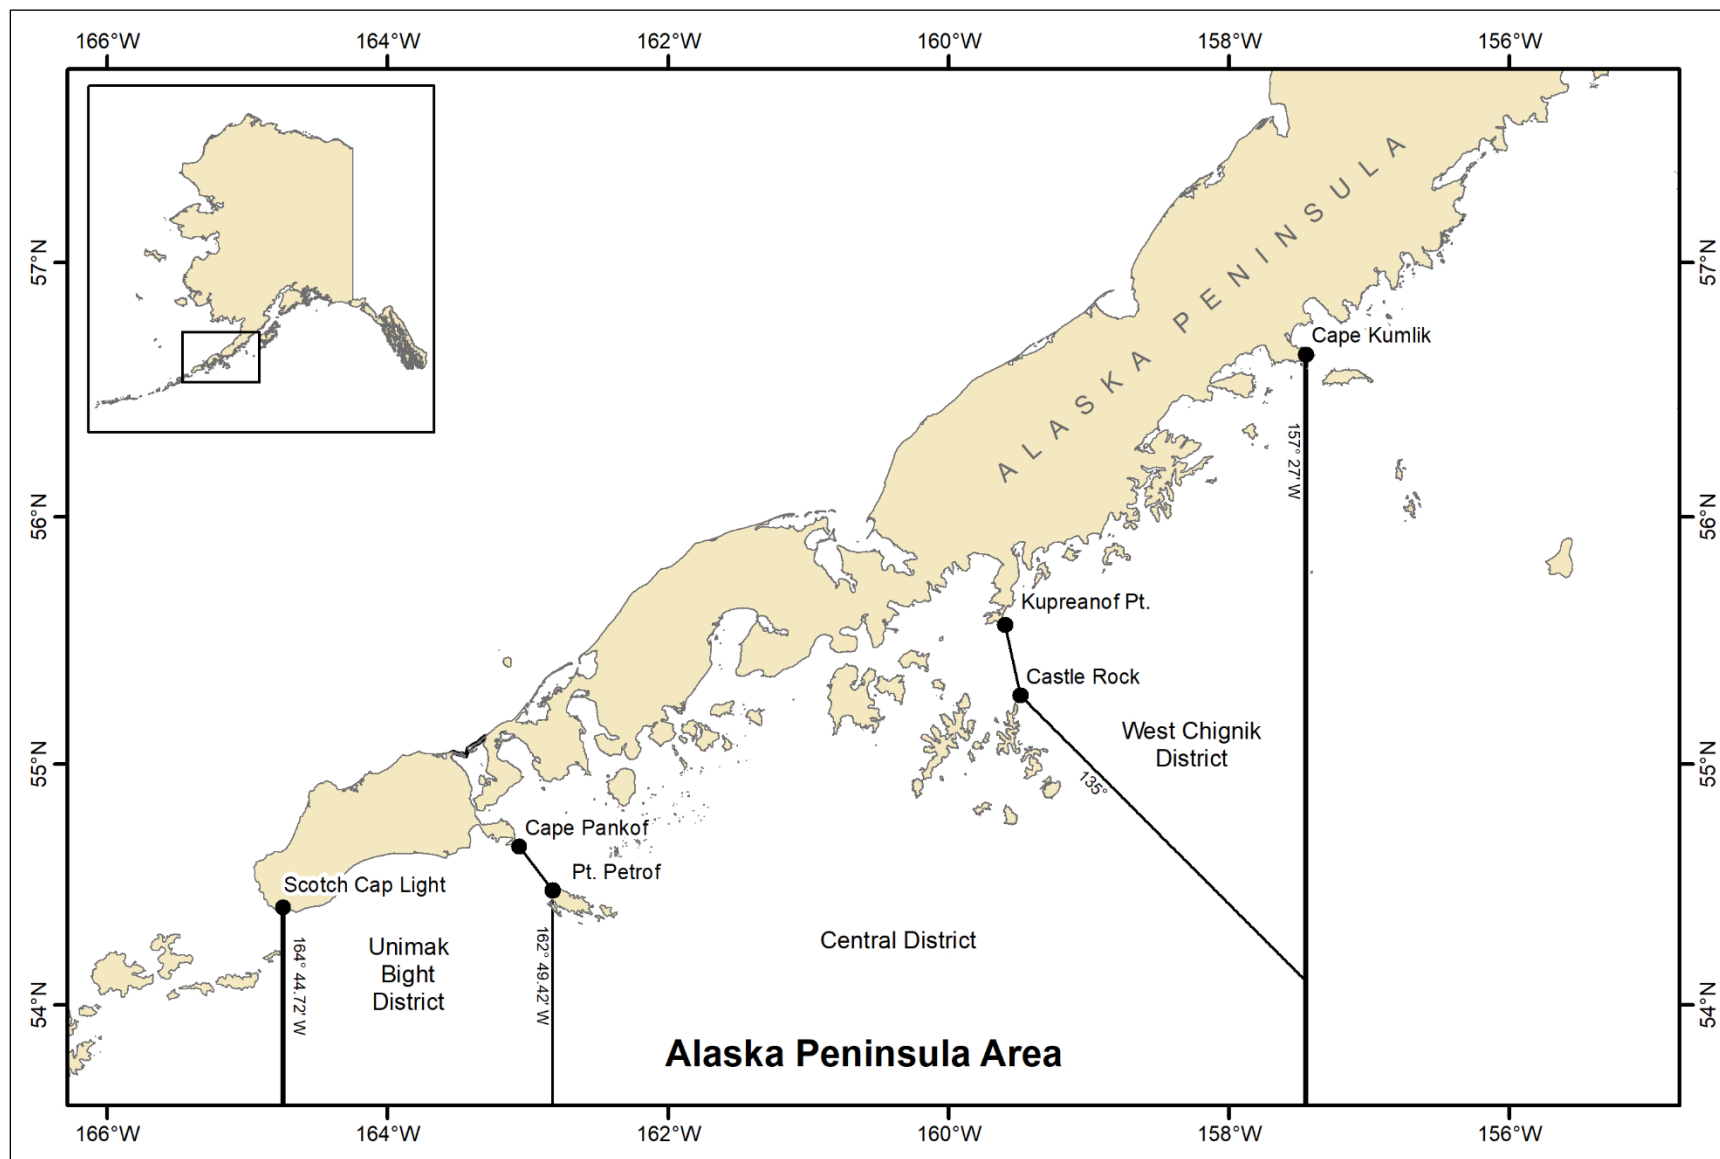 166°W 164°W 162°W 160°W 158°W 156°W
57°N
57°N
ALASKA PENINSULA
Cape Kumlik
157° 27' W
56°N
56°N
Kupreanof Pt.
Castle Rock
West Chignik
District
135°
55°N
55°N
Cape Pankof
Pt. Petrof
Scotch Cap Light
164° 44.72' W
Unimak
Bight
District
162° 49.42' W
Central District
54°N
54°N
Alaska Peninsula Area
166°W 164°W 162°W 160°W 158°W 156°W